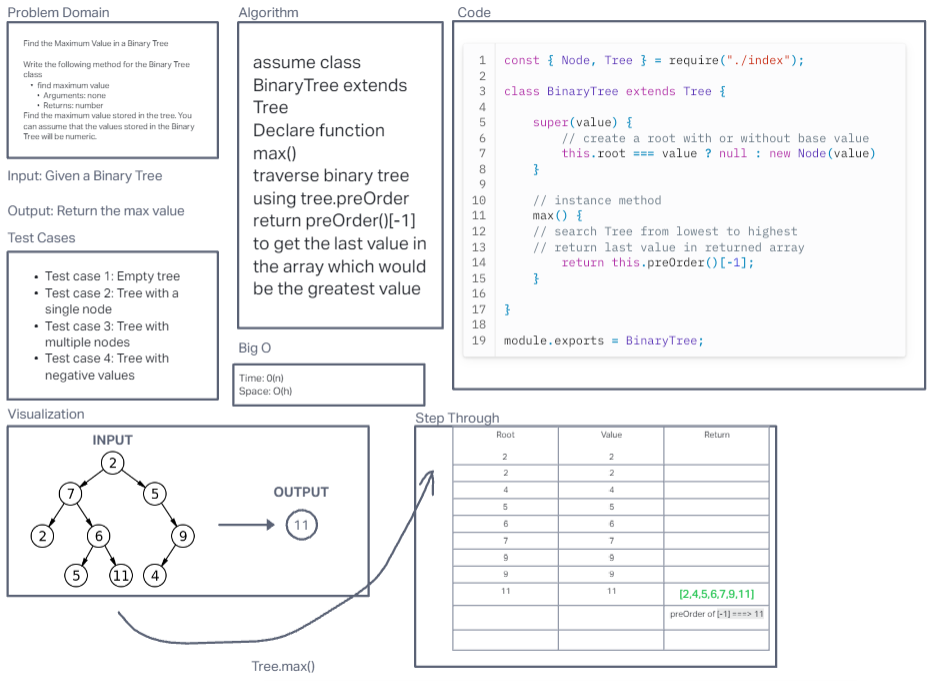 Problem Domain
Find the Maximum Value in a Binary Tree
Write the following method for the Binary Tree
class
• find maximum value
• Arguments: none
• Returns: number
Find the maximum value stored in the tree. You
can assume that the values stored in the Binary
Tree will be numeric.
Input: Given a Binary Tree
Output: Return the max value
Test Cases
• Test case 1: Empty tree
• Test case 2: Tree with a
single node
• Test case 3: Tree with
multiple nodes
• Test case 4: Tree with
negative values
Algorithm
assume class
BinaryTree extends
Tree
Declare function
max()
traverse binary tree
using tree.preOrder
return preOrder()[-1]
to get the last value in
the array which would
be the greatest value
Big O
Time: O(n)
Space: O(h)
Code
1 const { Node, Tree } = require("./index");
2
3 class BinaryTree extends Tree {
4
5 super(value) {
6 // create a root with or without base value
7 this.root === value ? null : new Node(value)
8 }
9
10 // instance method
11 max() {
12 // search Tree from lowest to highest
13 // return last value in returned array
14 return this.preOrder()[-1];
15 }
16
17 }
18
19 module.exports = BinaryTree;
Visualization
INPUT
2
7 5
2 6 9
5 11 4
OUTPUT
11
Tree.max()
Step Through
Root Value Return
2 2
2 2
4 4
5 5
6 6
7 7
9 9
9 9
11 11 [2,4,5,6,7,9,11]
preOrder of [-1] ===> 11